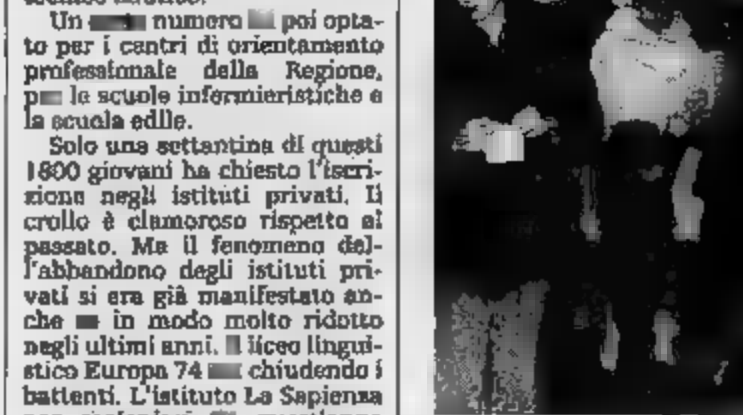 Un numero poi opta-
to per i centri di orientamento
professionale della Regione,
le scuole infermieristiche e
la scuola edile.
Solo una settantina di questi
1800 giovani ha chiesto l'iscri-
zione negli istituti privati. Il
crollo è clamoroso rispetto al
passato. Ma il fenomeno del-
l'abbandono degli istituti pri-
vati si era già manifestato an-
che in modo molto ridotto
negli ultimi anni. liceo lingui-
stico Europa 74 chiudendo i
battenti. L'istituto La Sapienza